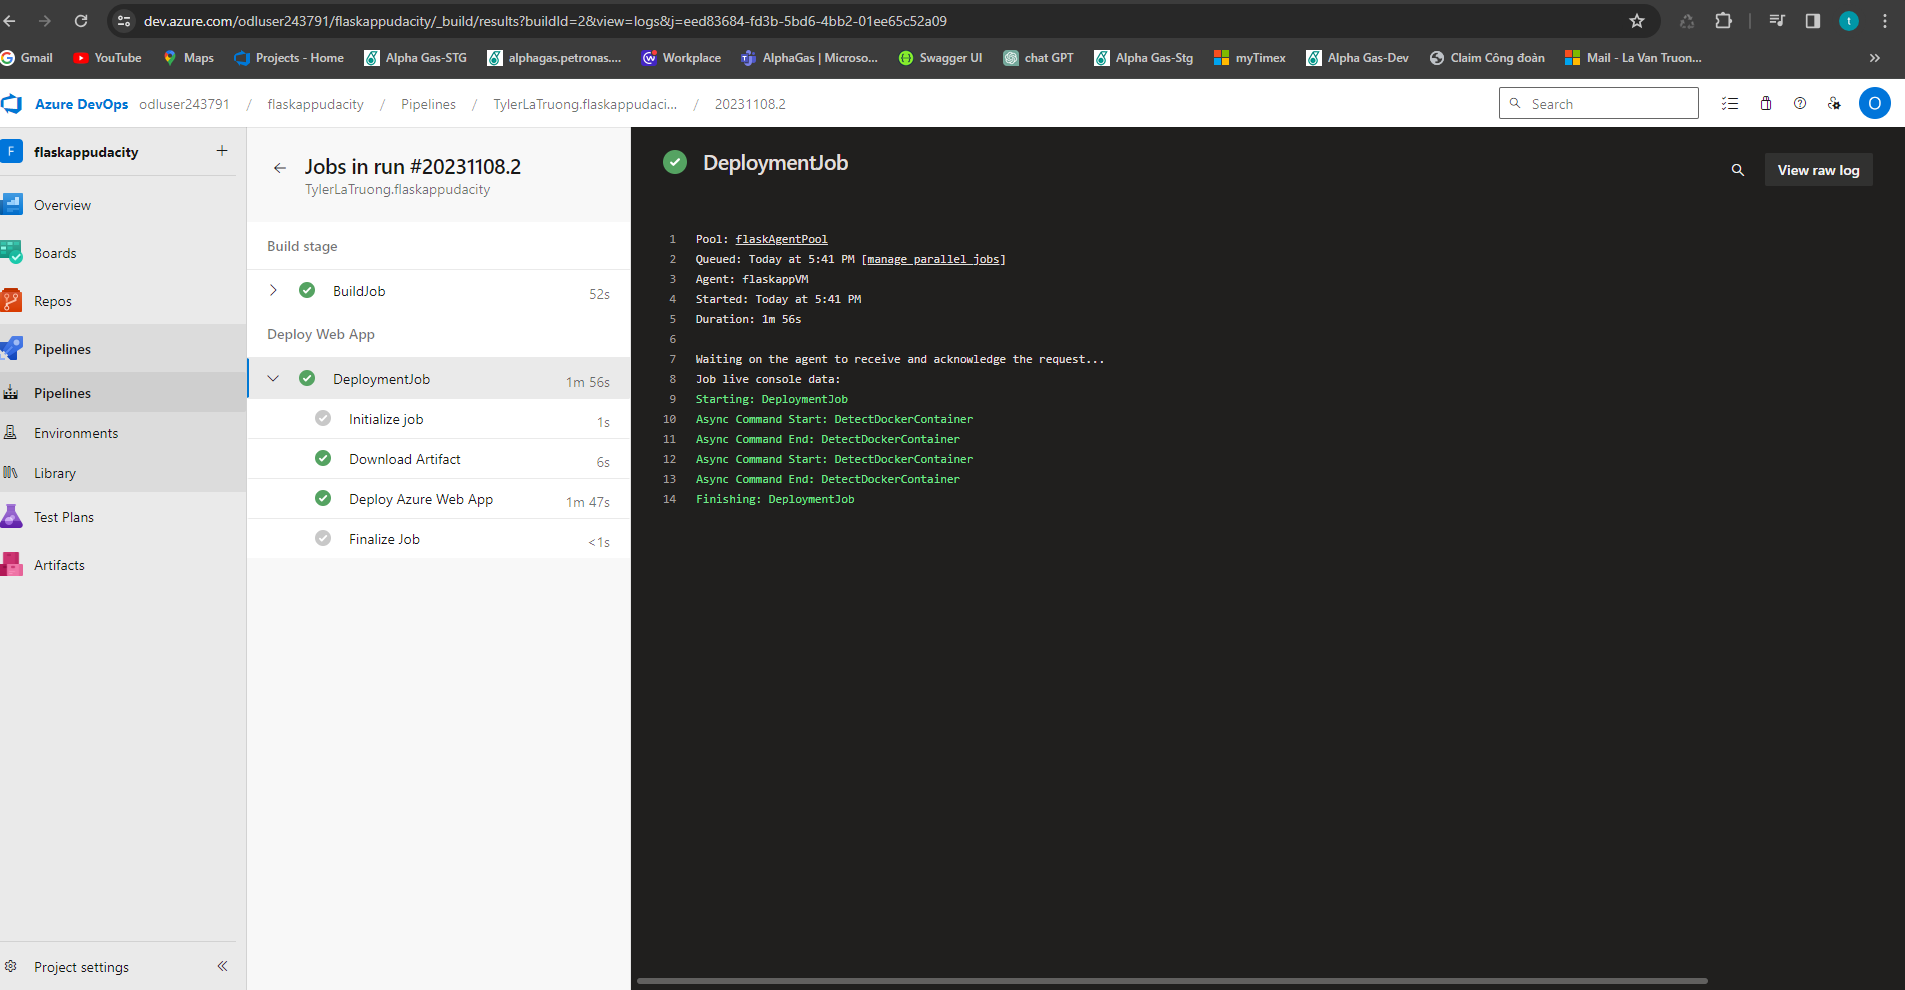 dev.azure.com/odluser243791/flaskappudacity/_build/results?buildId=2&view=logs&j=eed83684-fd3b-5bd6-4bb2-01ee65c52a09
t
Gmail YouTube Maps Projects - Home Alpha Gas-STG alphagas.petronas.... Workplace AlphaGas | Microso... Swagger UI chat GPT Alpha Gas-Stg myTimex Alpha Gas-Dev Claim Công đoàn Mail - La Van Truon... »
Azure DevOps odluser243791 / flaskappudacity / Pipelines / TylerLaTruong.flaskappudaci... / 20231108.2
Search
O
F flaskappudacity +
Overview
Boards
Repos
Pipelines
Pipelines
Environments
Library
Test Plans
Artifacts
Project settings
Jobs in run #20231108.2
TylerLaTruong.flaskappudacity
Build stage
BuildJob 52s
Deploy Web App
DeploymentJob 1m 56s
Initialize job 1s
Download Artifact 6s
Deploy Azure Web App 1m 47s
Finalize Job <1s
DeploymentJob
View raw log
1 Pool: flaskAgentPool
2 Queued: Today at 5:41 PM [manage parallel jobs]
3 Agent: flaskappVM
4 Started: Today at 5:41 PM
5 Duration: 1m 56s
6
7 Waiting on the agent to receive and acknowledge the request...
8 Job live console data:
9 Starting: DeploymentJob
10 Async Command Start: DetectDockerContainer
11 Async Command End: DetectDockerContainer
12 Async Command Start: DetectDockerContainer
13 Async Command End: DetectDockerContainer
14 Finishing: DeploymentJob